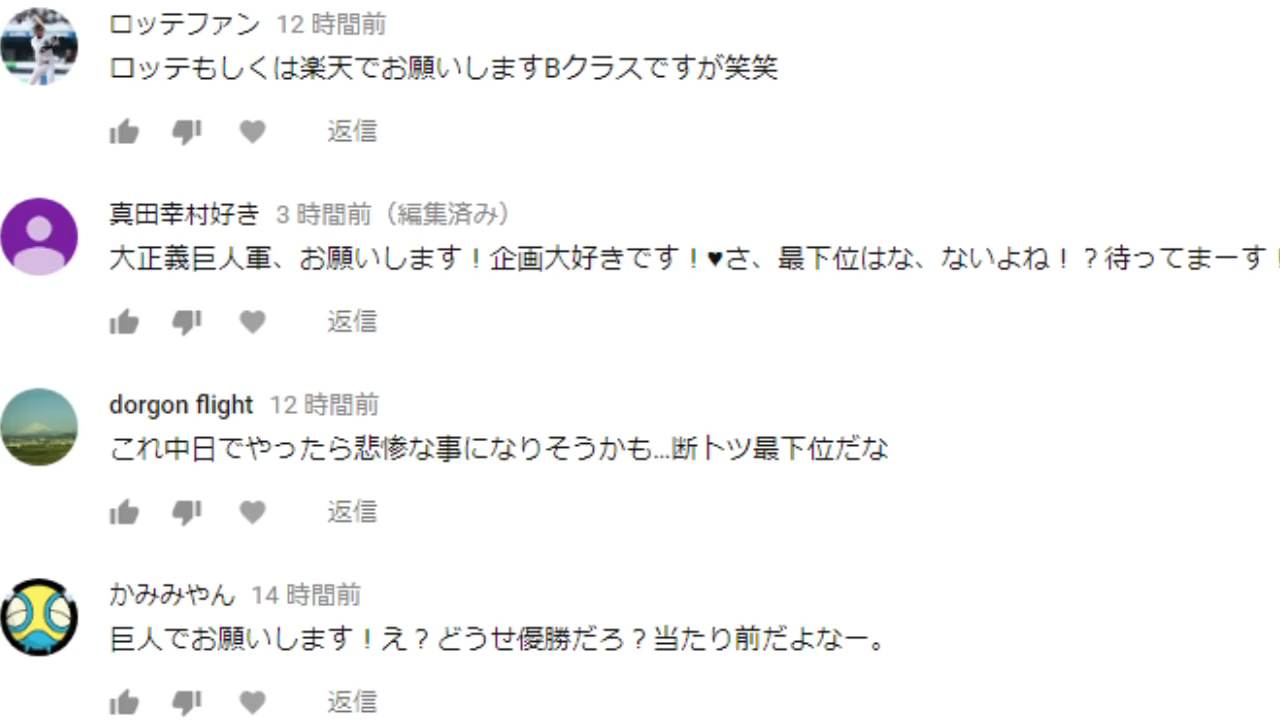 ロッテファン 12 時間前
ロッテもしくは楽天でお願いしますBクラスですが笑笑
返信
真田幸村好き 3 時間前（編集済み）
大正義巨人軍、お願いします！企画大好きです！♥さ、最下位はな、ないよね！？待ってまーす！
返信
dorgon flight 12 時間前
これ中日でやったら悲惨な事になりそうかも...断トツ最下位だな
返信
かみみやん 14 時間前
巨人でお願いします！え？どうせ優勝だろ？当たり前だよなー。
返信